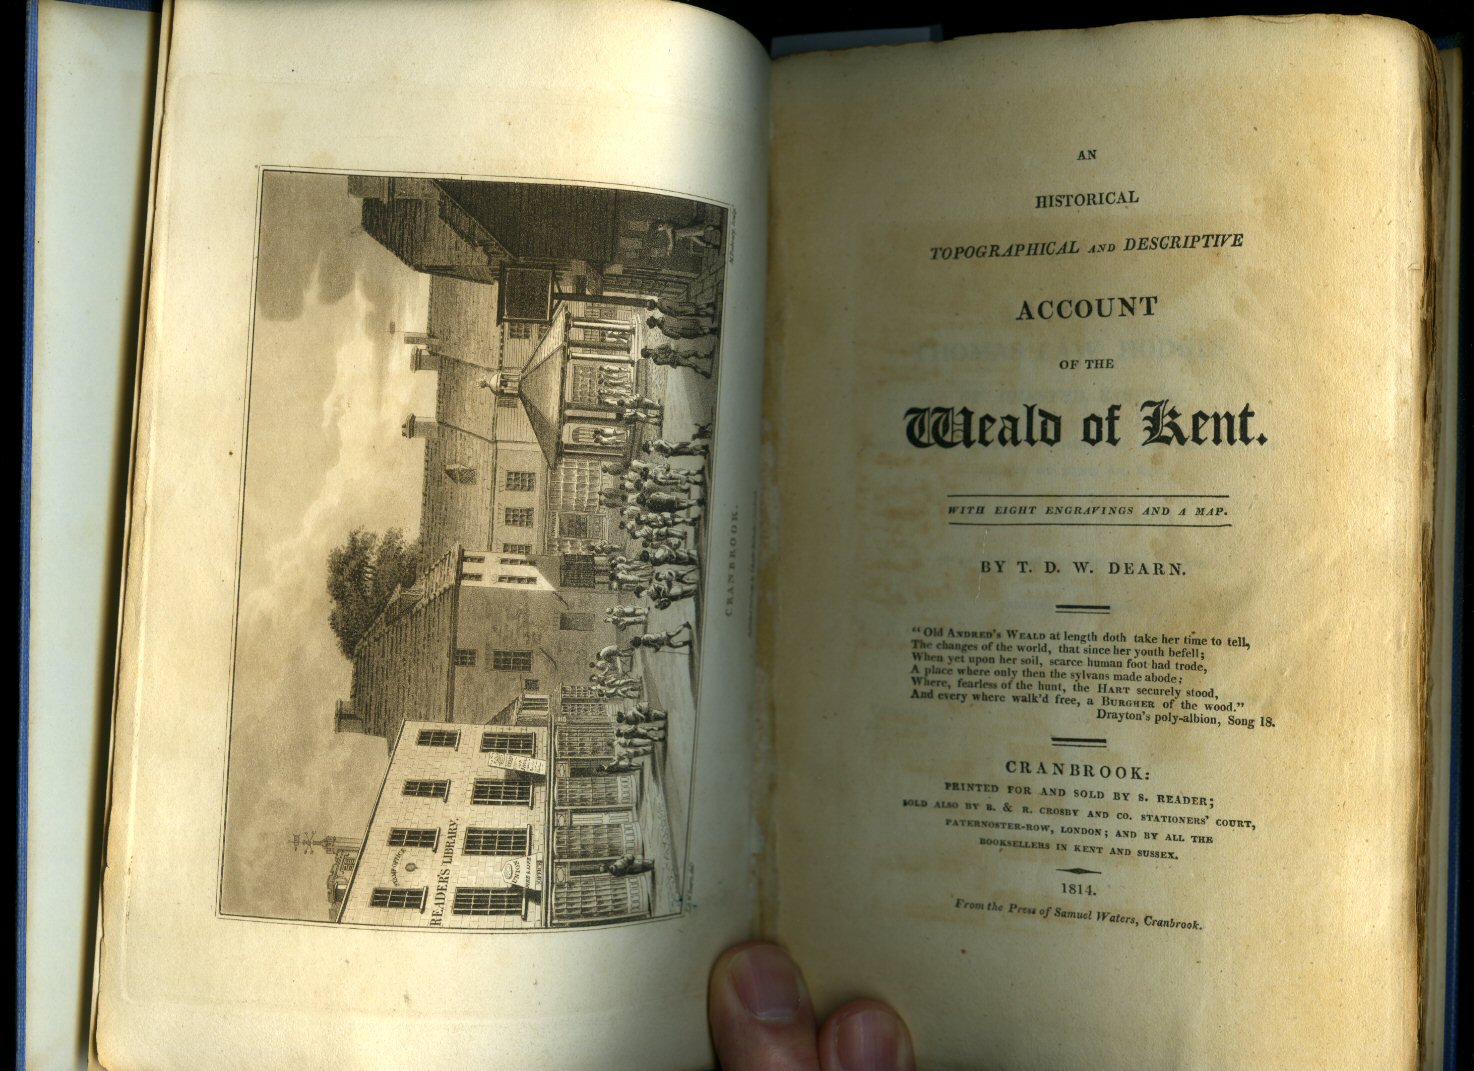 READER'S LIBRARY.
STAMP OFFICE
UNION
FIRE & LIFE
OFFICE
CRANBROOK.
AN
HISTORICAL
TOPOGRAPHICAL AND DESCRIPTIVE
ACCOUNT
OF THE
Weald of Kent.
WITH EIGHT ENGRAVINGS AND A MAP.
BY T. D. W. DEARN.
"Old ANDRED'S WEALD at length doth take her time to tell,
The changes of the world, that since her youth befell;
When yet upon her soil, scarce human foot had trode,
A place where only then the sylvans made abode;
Where, fearless of the hunt, the HART securely stood,
And every where walk'd free, a BURGHER of the wood."
Drayton's poly-albion, Song 18.
CRANBROOK:
PRINTED FOR AND SOLD BY S. READER;
SOLD ALSO BY B. & R. CROSBY AND CO. STATIONERS' COURT,
PATERNOSTER-ROW, LONDON; AND BY ALL THE
BOOKSELLERS IN KENT AND SUSSEX.
1814.
From the Press of Samuel Waters, Cranbrook.